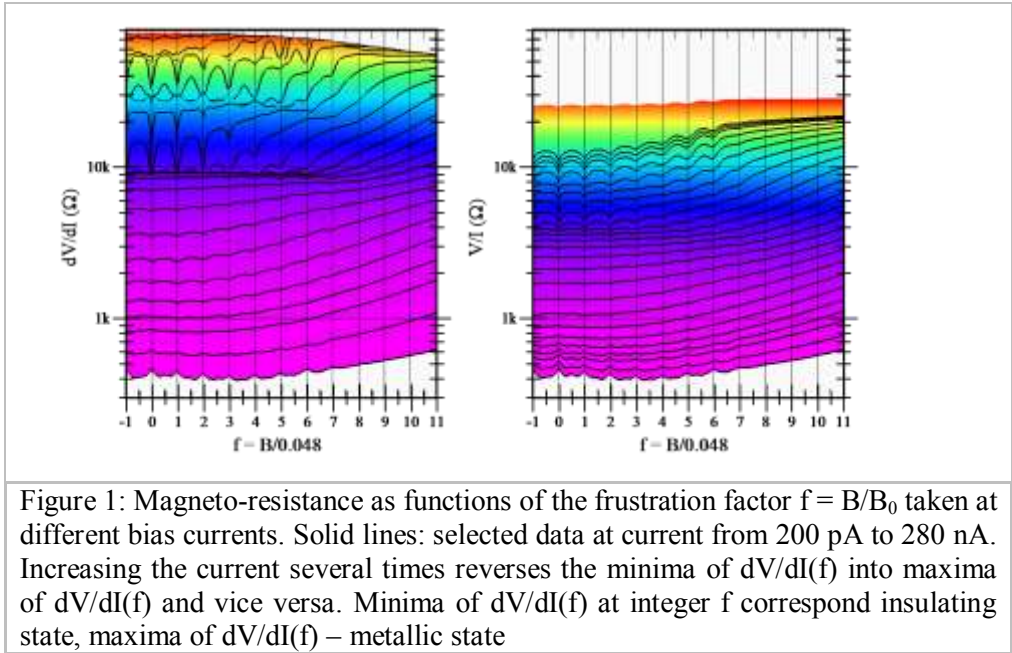 dV/dI (Ω)
10k
1k
-1 0 1 2 3 4 5 6 7 8 9 10 11
f = B/0.048
V/I (Ω)
10k
1k
-1 0 1 2 3 4 5 6 7 8 9 10 11
f = B/0.048
Figure 1: Magneto-resistance as functions of the frustration factor f = B/B₀ taken at
different bias currents. Solid lines: selected data at current from 200 pA to 280 nA.
Increasing the current several times reverses the minima of dV/dI(f) into maxima
of dV/dI(f) and vice versa. Minima of dV/dI(f) at integer f correspond insulating
state, maxima of dV/dI(f) – metallic state